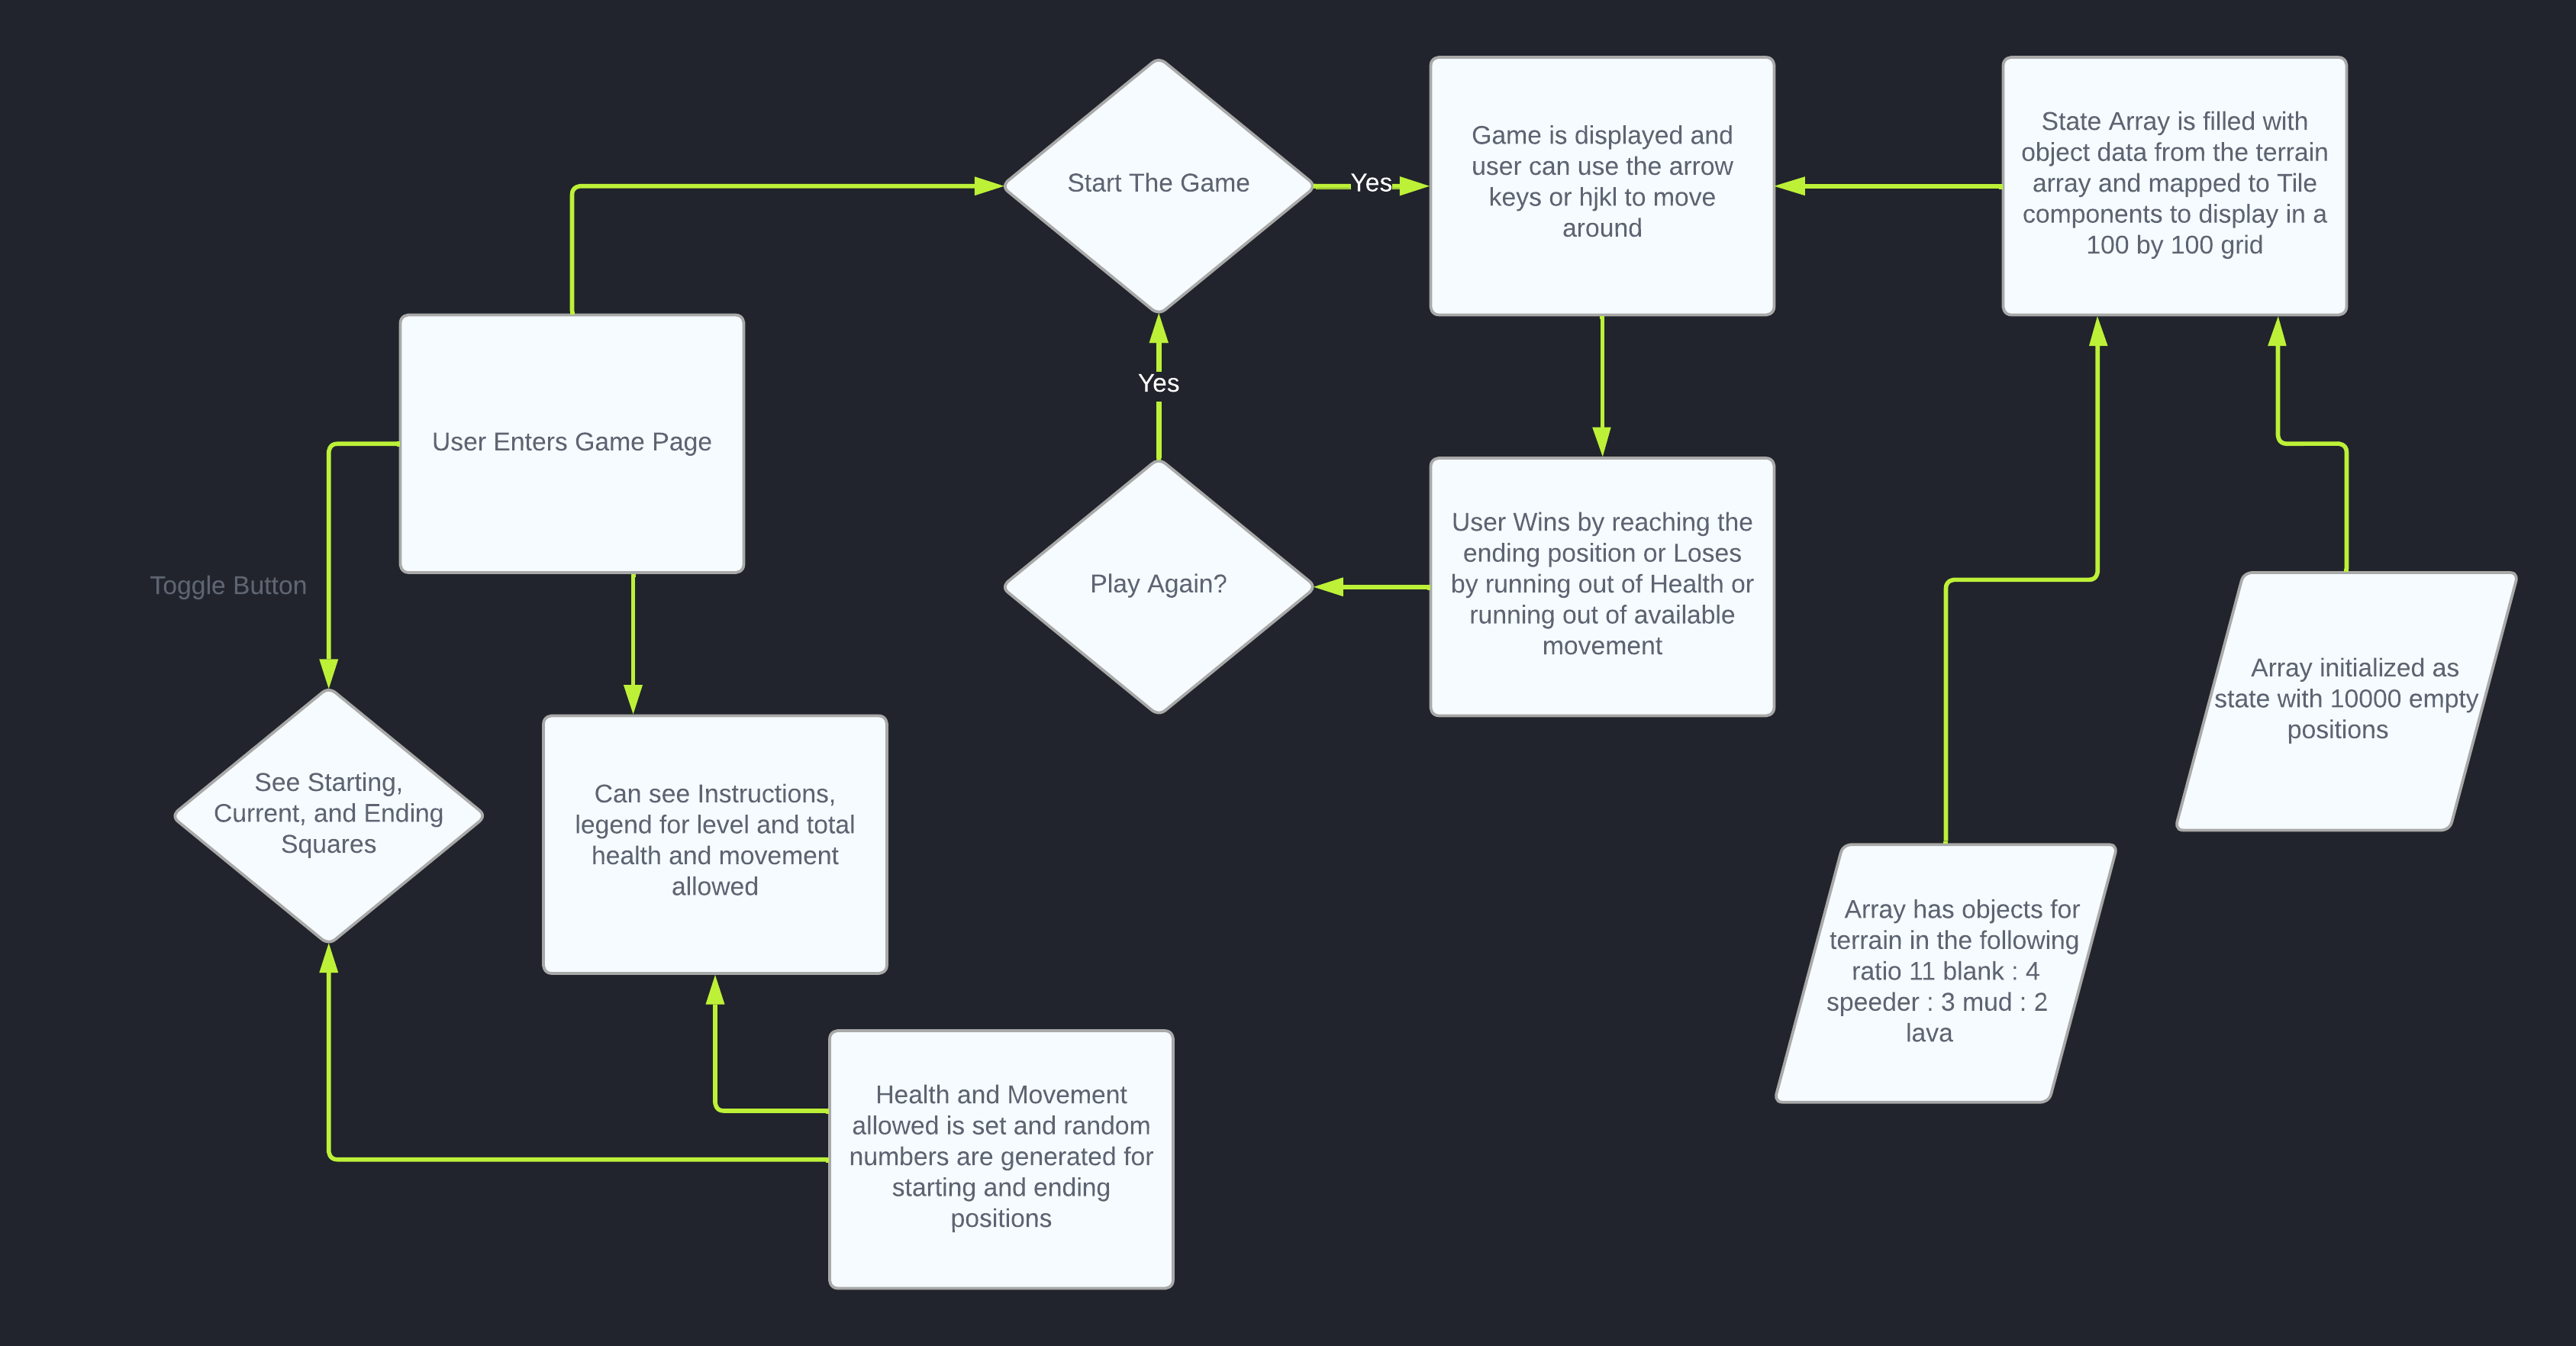 Start The Game
Yes
Game is displayed and
user can use the arrow
keys or hjkl to move
around
State Array is filled with
object data from the terrain
array and mapped to Tile
components to display in a
100 by 100 grid
User Enters Game Page
Yes
Toggle Button
Play Again?
User Wins by reaching the
ending position or Loses
by running out of Health or
running out of available
movement
Array initialized as
state with 10000 empty
positions
See Starting,
Current, and Ending
Squares
Can see Instructions,
legend for level and total
health and movement
allowed
Array has objects for
terrain in the following
ratio 11 blank : 4
speeder : 3 mud : 2
lava
Health and Movement
allowed is set and random
numbers are generated for
starting and ending
positions